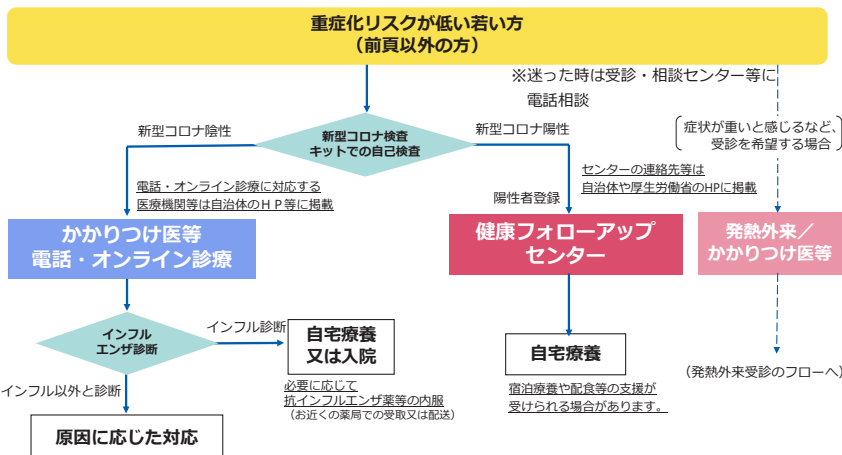 重症化リスクが低い若い方
（前頁以外の方）
※迷った時は受診・相談センター等に
電話相談
新型コロナ陰性
新型コロナ検査
キットでの自己検査
新型コロナ陽性
症状が重いと感じるなど、
受診を希望する場合
電話・オンライン診療に対応する
医療機関等は自治体のＨＰ等に掲載
陽性者登録
センターの連絡先等は
自治体や厚生労働省のHPに掲載
かかりつけ医等
電話・オンライン診療
健康フォローアップ
センター
発熱外来／
かかりつけ医等
インフル
エンザ診断
インフル診断
自宅療養
又は入院
必要に応じて
抗インフルエンザ薬等の内服
（お近くの薬局での受取又は配送）
自宅療養
宿泊療養や配食等の支援が
受けられる場合があります。
（発熱外来受診のフローへ）
インフル以外と診断
原因に応じた対応